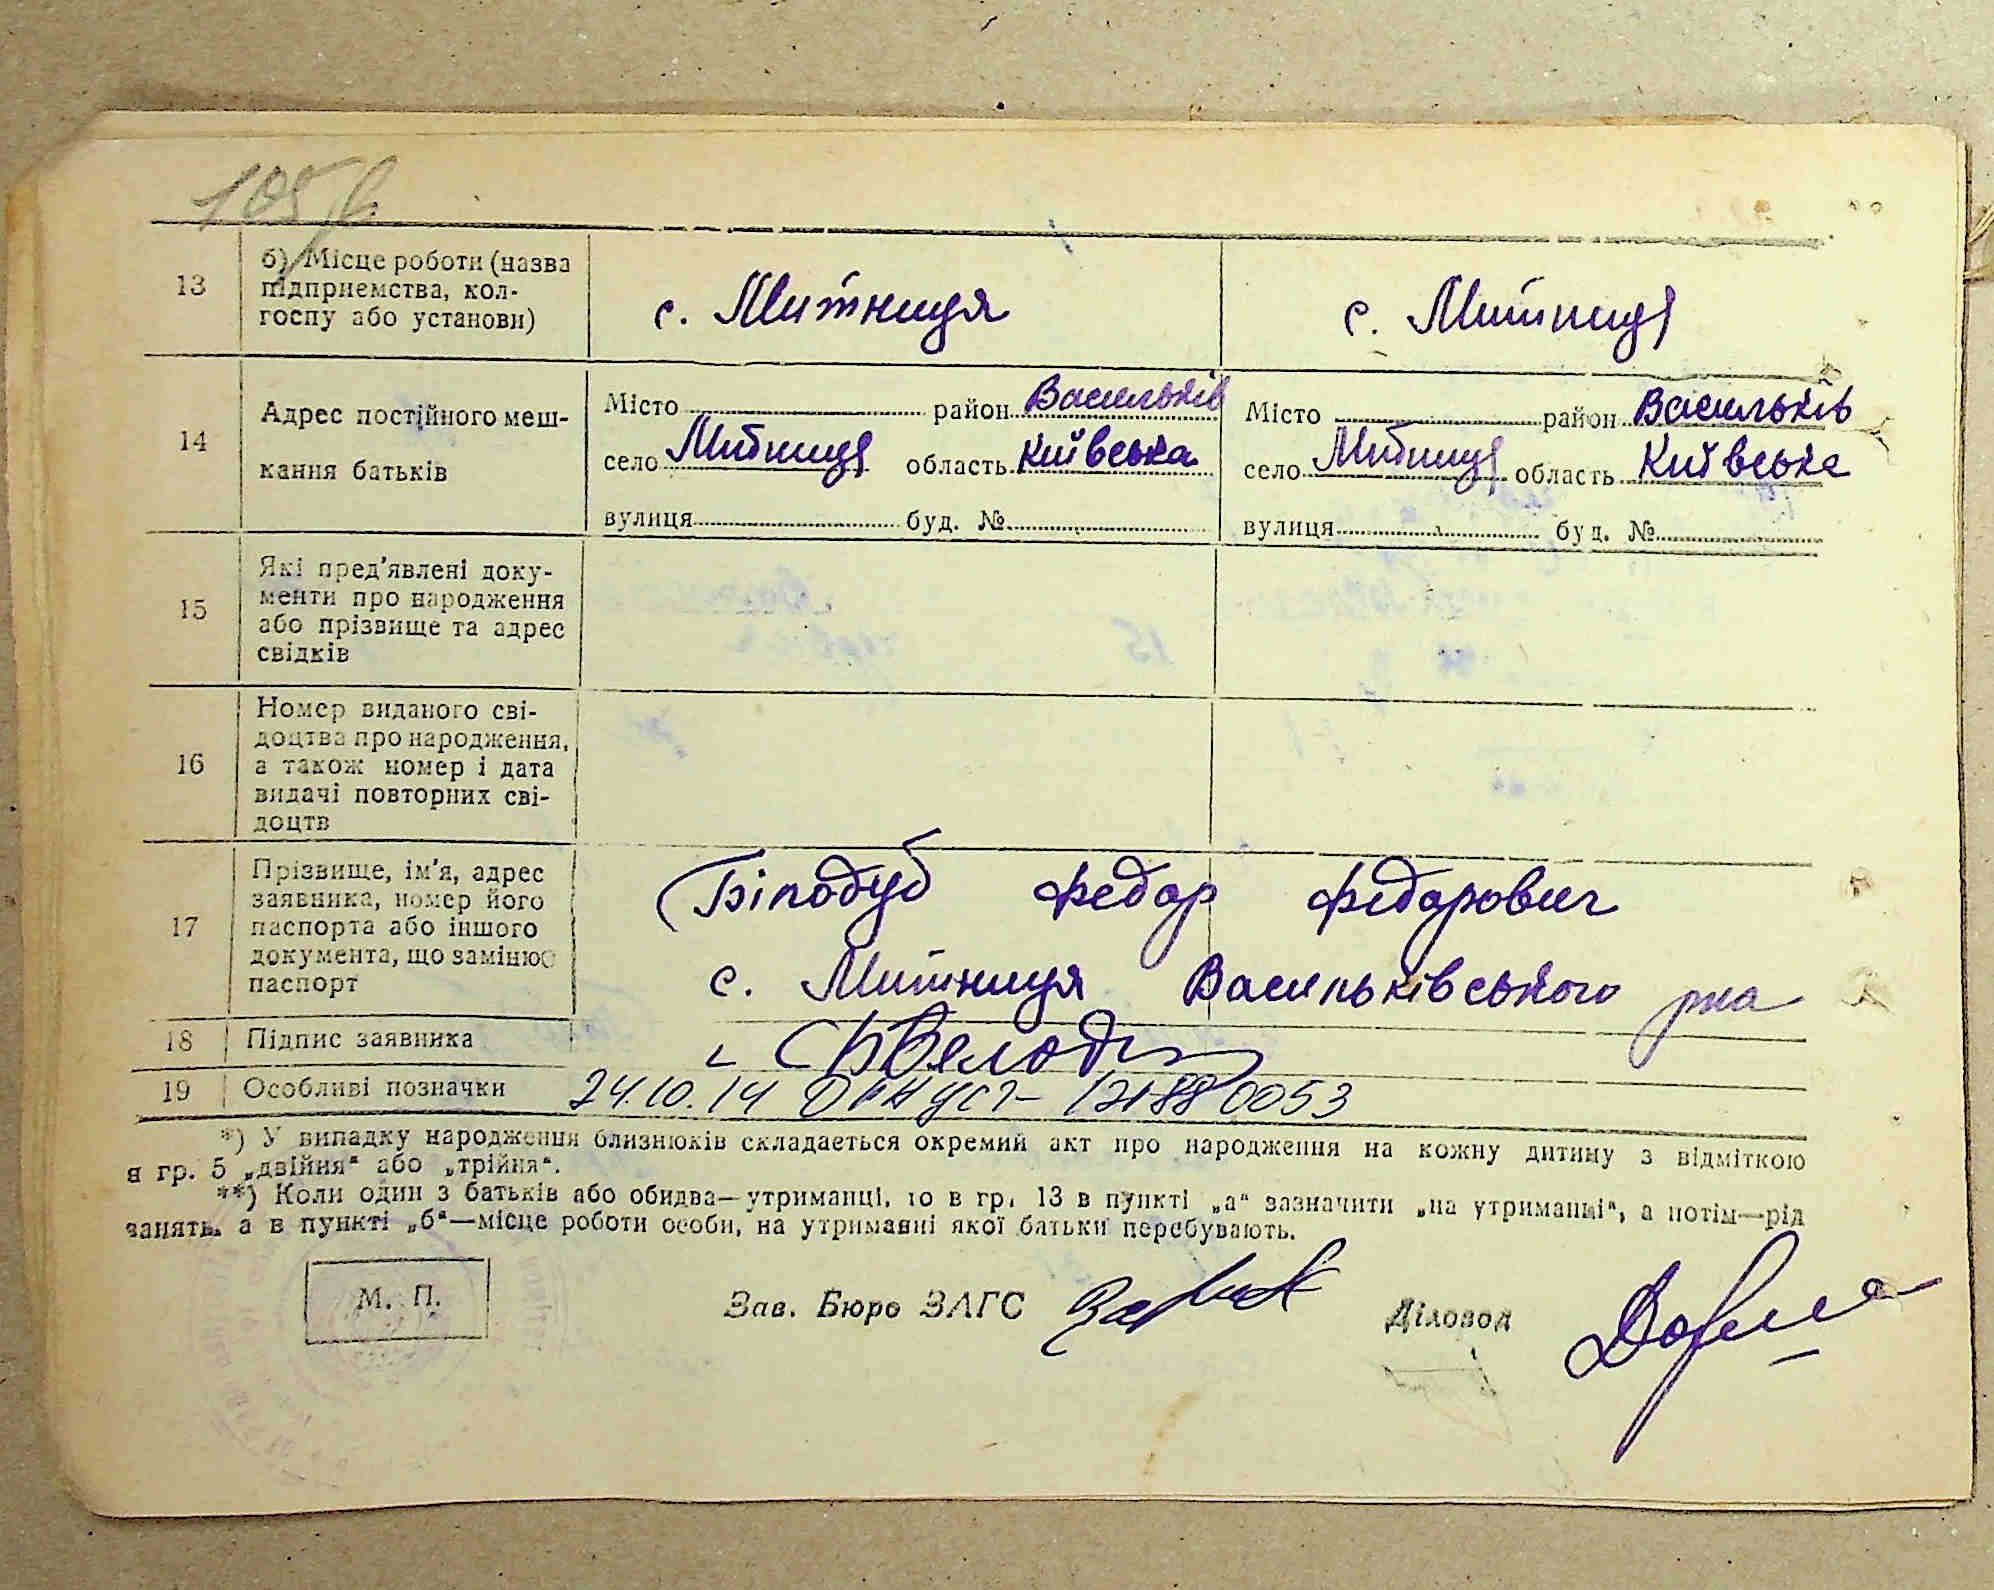 105
13 б) Місце роботи (назва
підприємства, кол-
госпу або установи)
с. Митниця
с. Митниця
14 Адрес постійного меш-
кання батьків
Місто район Васильків
село Митниця область Київська
вулиця буд. №
Місто район Васильків
село Митниця область Київська
вулиця буд. №
15 Які пред'явлені доку-
менти про народження
або прізвище та адрес
свідків
16 Номер виданого сві-
доцтва про народження,
а також номер і дата
видачі повторних сві-
доцтв
17 Прізвище, ім'я, адрес
заявника, номер його
паспорта або іншого
документа, що замінює
паспорт
Білодуб Федор Федорович
с. Митниця Васильківського р-на
18 Підпис заявника
19 Особливі позначки 24.10.14 0053
*) У випадку народження близнюків складається окремий акт про народження на кожну дитину з відміткою
в гр. 5 „двійня“ або „трійня“.
**) Коли один з батьків або обидва—утриманці, то в гр. 13 в пункті „а“ зазначити „на утриманні“, а потім—рід
занять, а в пункті „б“—місце роботи особи, на утриманні якої батьки перебувають.
М. П.
Зав. Бюро ЗАГС
Діловод